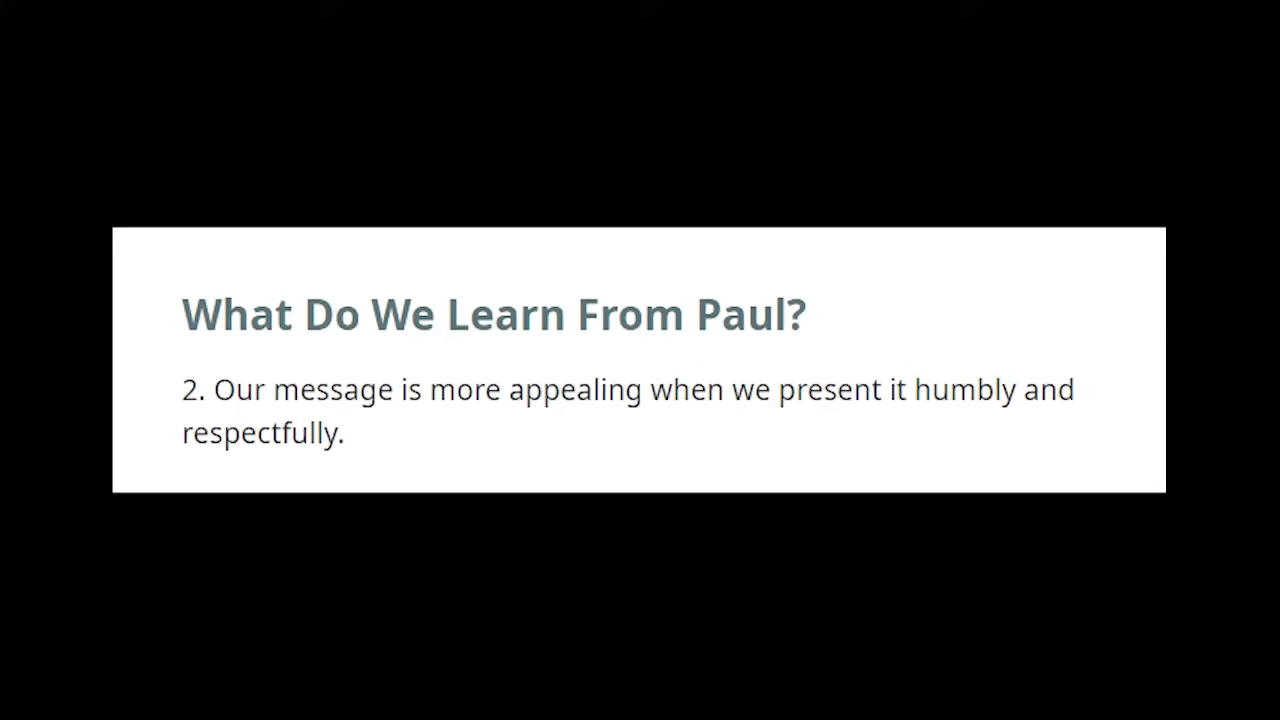 What Do We Learn From Paul?
2. Our message is more appealing when we present it humbly and
respectfully.